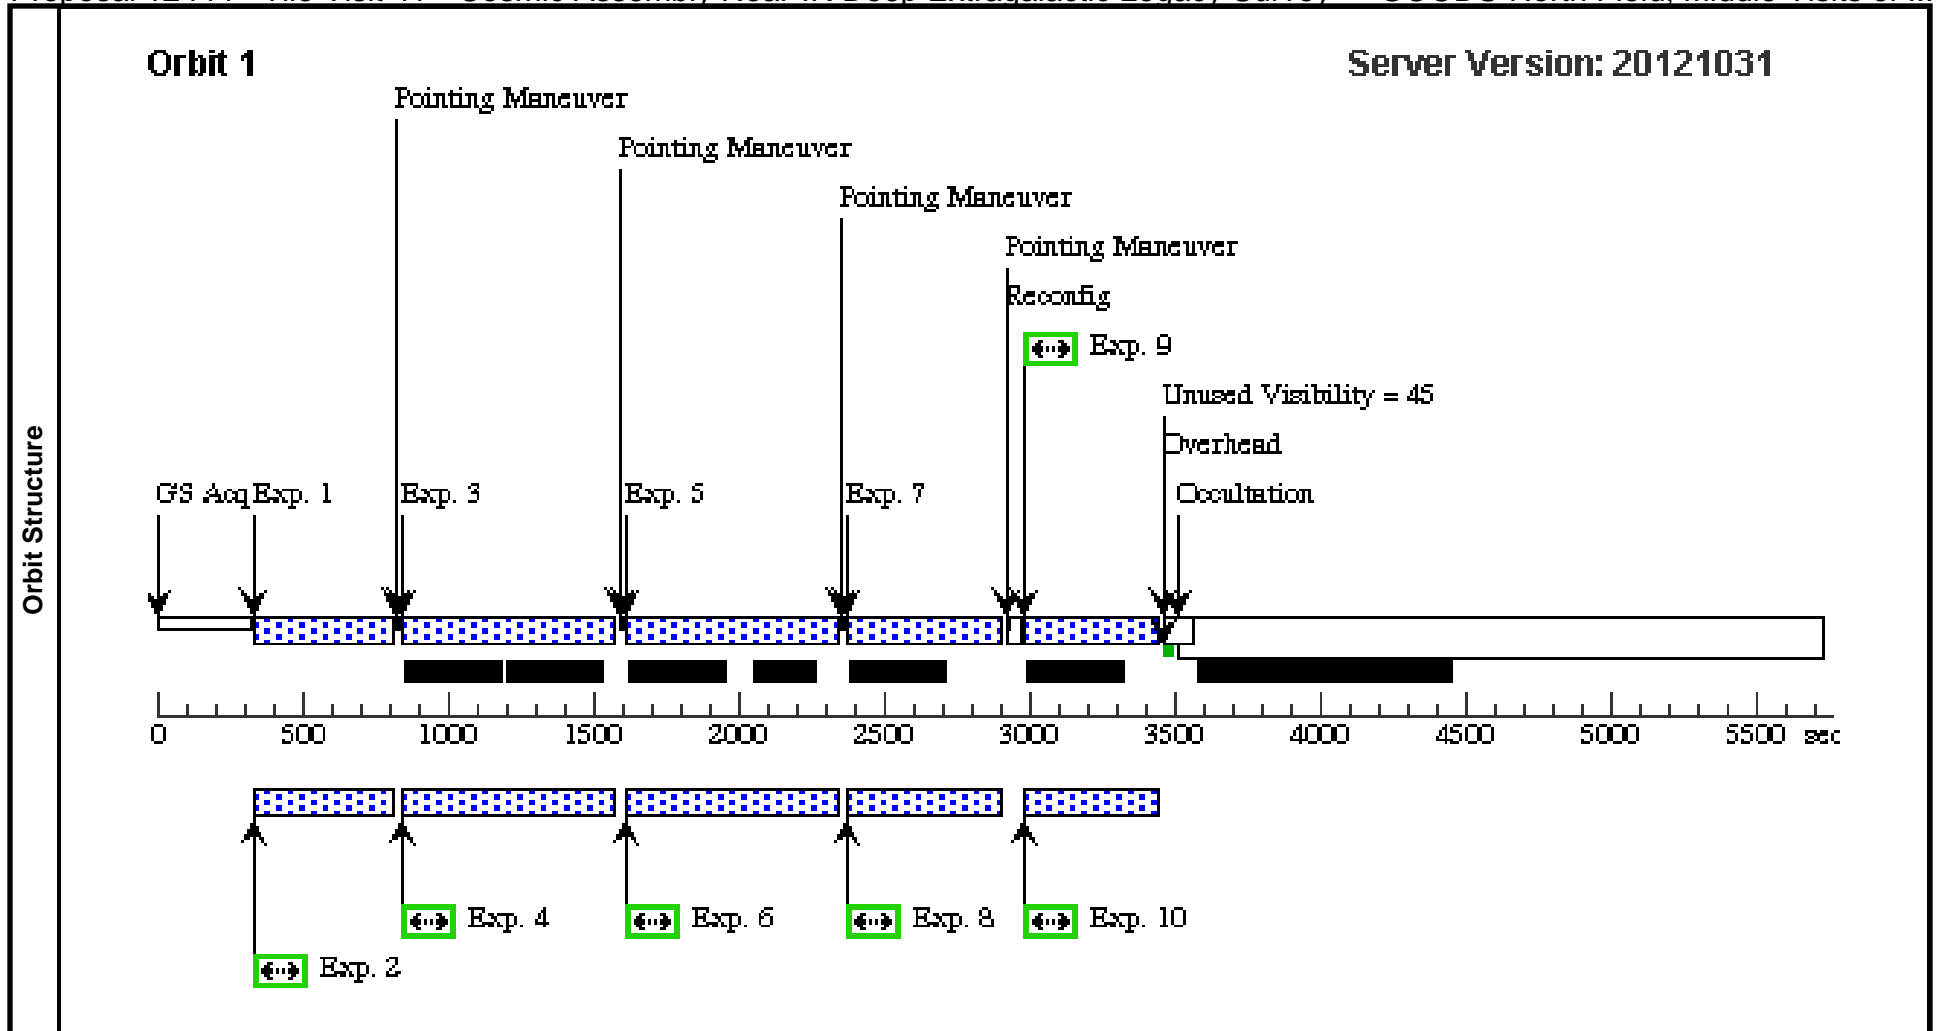 Orbit 1
Server Version: 20121031
Pointing Maneuver
Pointing Maneuver
Pointing Maneuver
Pointing Maneuver
Reconfig
Exp. 9
Unused Visibility = 45
Overhead
GS Acq
Exp. 1
Exp. 3
Exp. 5
Exp. 7
Occultation
Orbit Structure
0
500
1000
1500
2000
2500
3000
3500
4000
4500
5000
5500
sec
Exp. 4
Exp. 6
Exp. 8
Exp. 10
Exp. 2